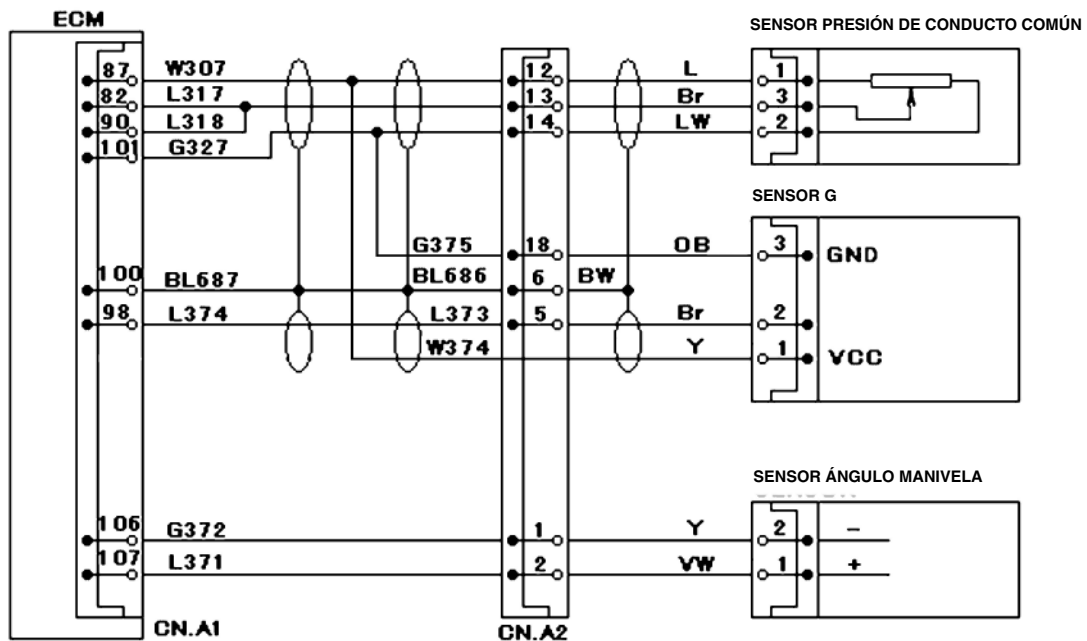 ECM
SENSOR PRESIÓN DE CONDUCTO COMÚN
87 W307 12 L 1
82 L317 13 Br 3
90 L318 14 LW 2
101 G327
SENSOR G
G375 18 OB 3 GND
100 BL687 BL686 6 BW
98 L374 L373 5 Br 2
W374 Y 1 VCC
SENSOR ÁNGULO MANIVELA
106 G372 1 Y 2 -
107 L371 2 VW 1 +
CN.A1
CN.A2